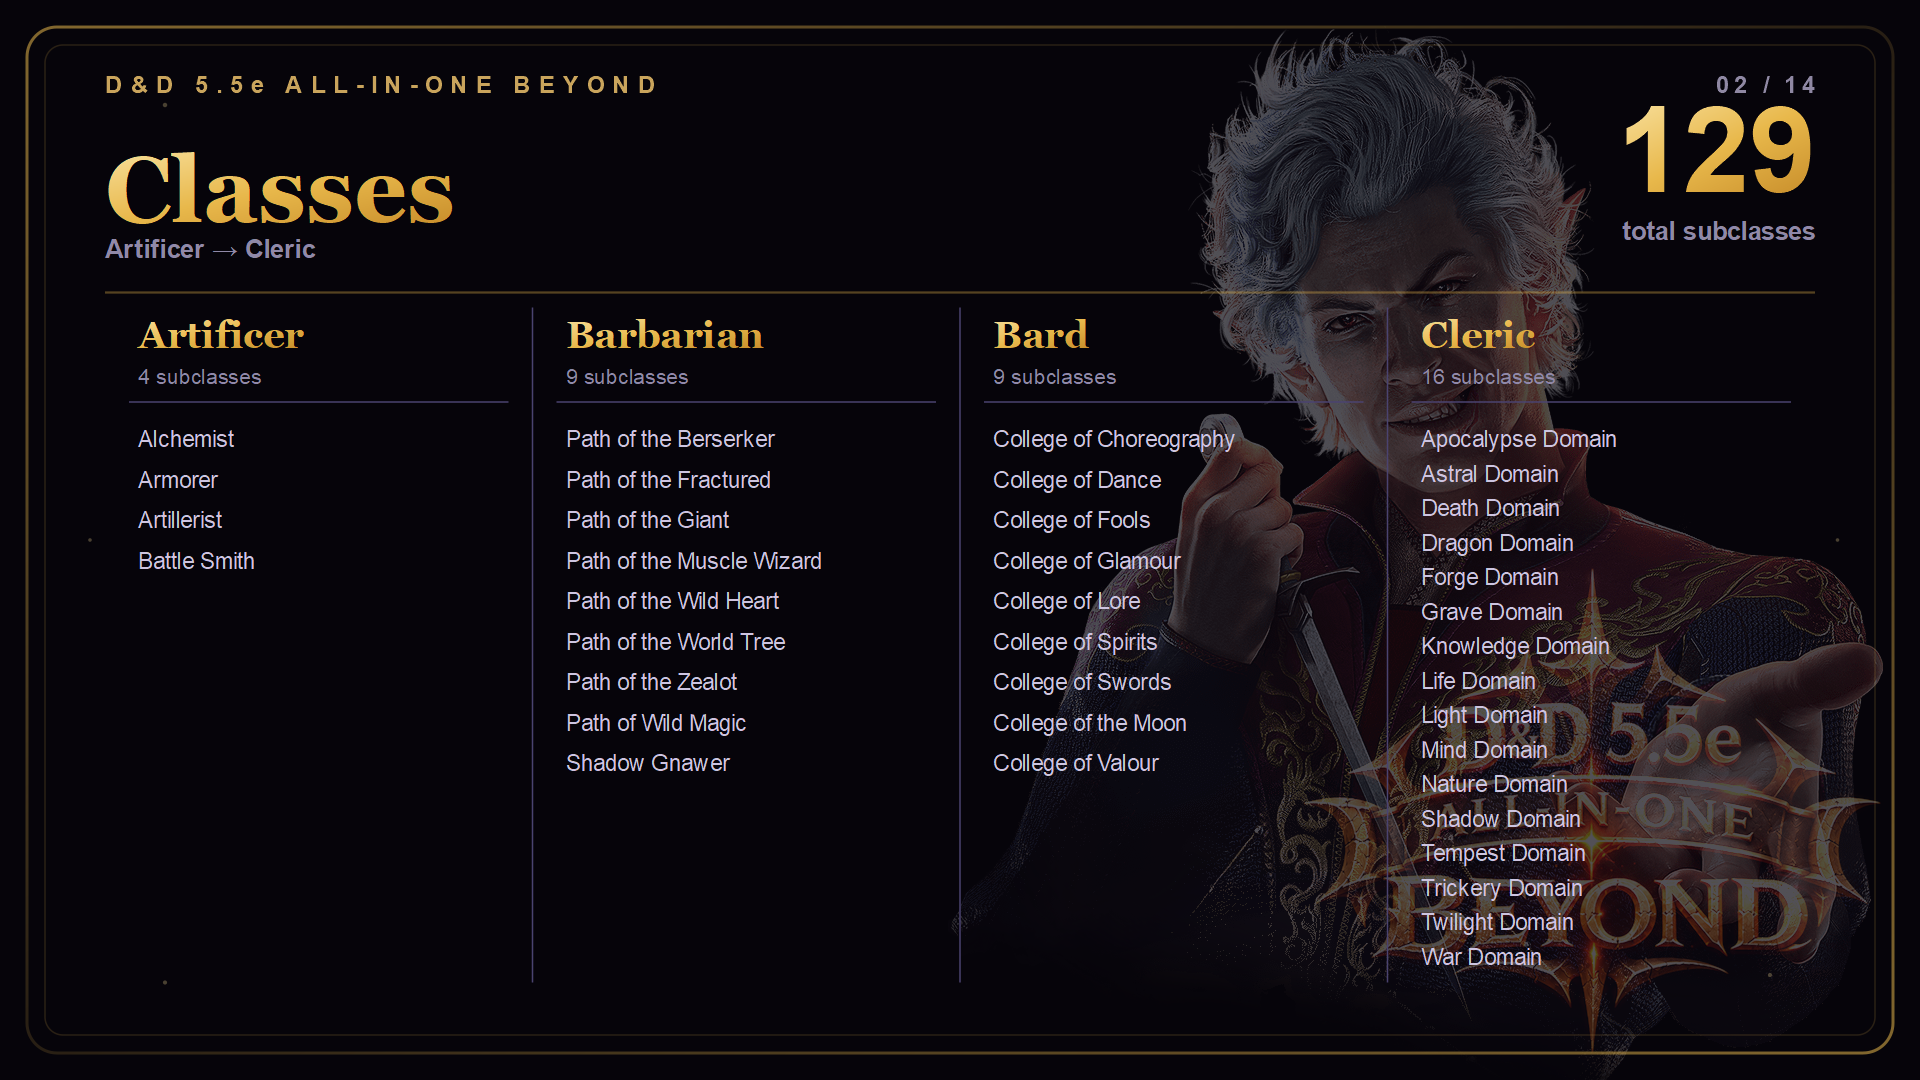 D&D 5.5e ALL-IN-ONE BEYOND
02 / 14
129
total subclasses
Classes
Artificer → Cleric
Artificer
4 subclasses
Alchemist
Armorer
Artillerist
Battle Smith
Barbarian
9 subclasses
Path of the Berserker
Path of the Fractured
Path of the Giant
Path of the Muscle Wizard
Path of the Wild Heart
Path of the World Tree
Path of the Zealot
Path of Wild Magic
Shadow Gnawer
Bard
9 subclasses
College of Choreography
College of Dance
College of Fools
College of Glamour
College of Lore
College of Spirits
College of Swords
College of the Moon
College of Valour
Cleric
16 subclasses
Apocalypse Domain
Astral Domain
Death Domain
Dragon Domain
Forge Domain
Grave Domain
Knowledge Domain
Life Domain
Light Domain
Mind Domain
Nature Domain
Shadow Domain
Tempest Domain
Trickery Domain
Twilight Domain
War Domain
D&D 5.5e
ALL-IN-ONE
BEYOND